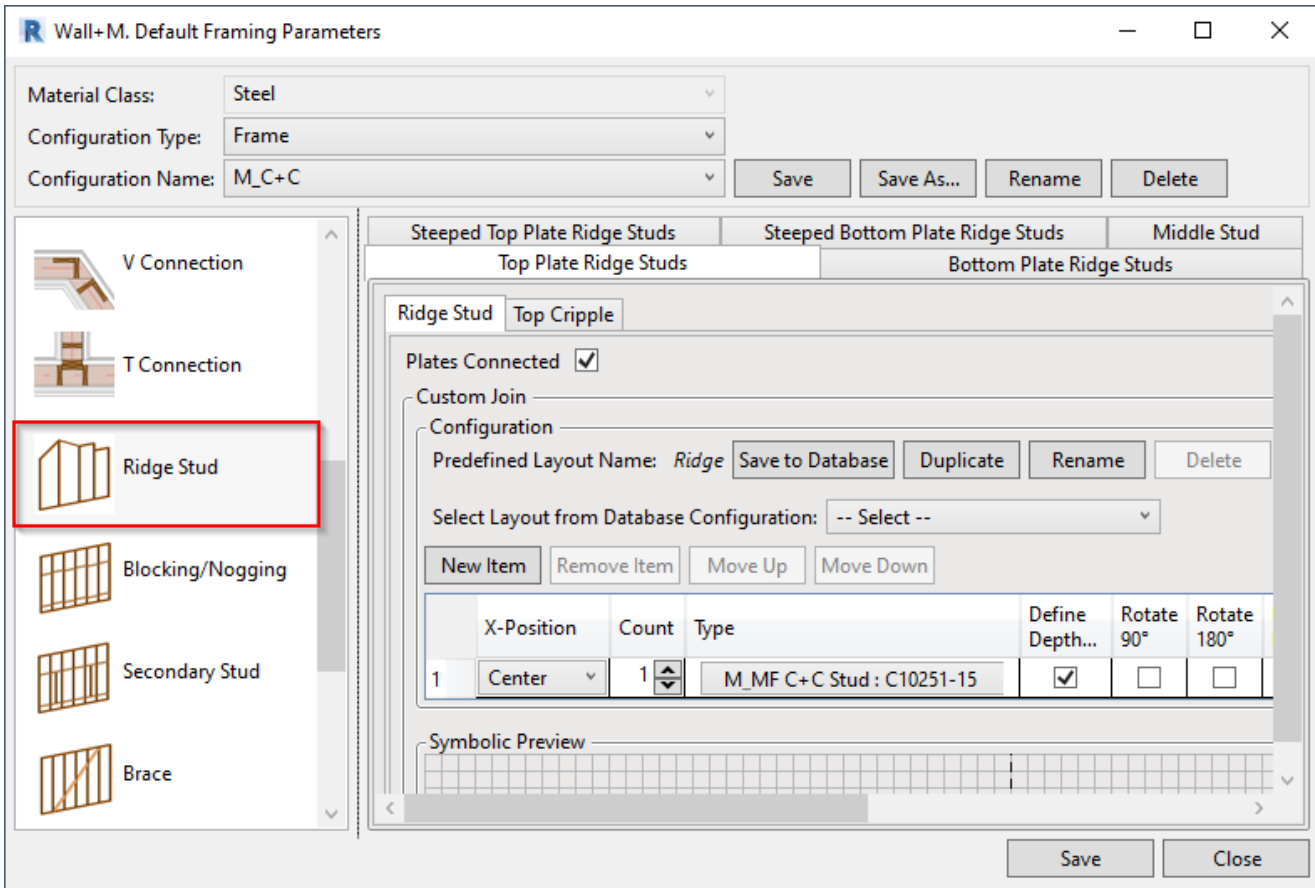 Wall+M. Default Framing Parameters
Material Class: Steel
Configuration Type: Frame
Configuration Name: M_C+C Save Save As... Rename Delete
V Connection
T Connection
Ridge Stud
Blocking/Nogging
Secondary Stud
Brace
Steeped Top Plate Ridge Studs Steeped Bottom Plate Ridge Studs Middle Stud
Top Plate Ridge Studs Bottom Plate Ridge Studs
Ridge Stud Top Cripple
Plates Connected
Custom Join
Configuration
Predefined Layout Name: Ridge Save to Database Duplicate Rename Delete
Select Layout from Database Configuration: -- Select --
New Item Remove Item Move Up Move Down
X-Position Count Type Define Depth... Rotate 90° Rotate 180°
1 Center 1 M_MF C+C Stud : C10251-15
Symbolic Preview
Save Close